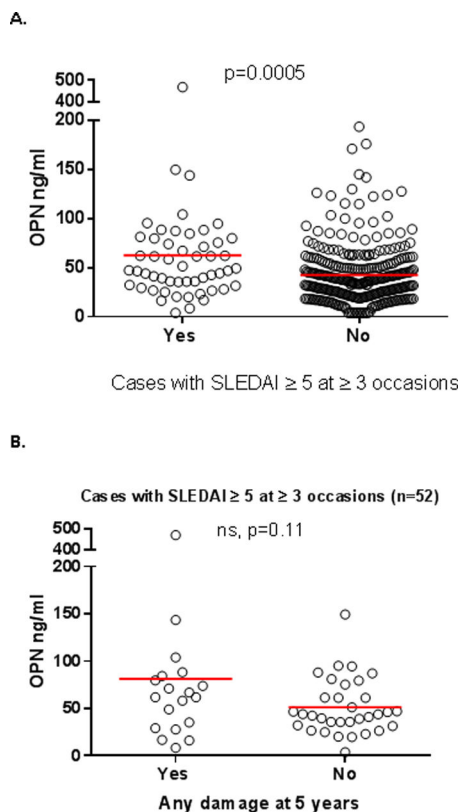 A.
p=0.0005
500
400
200
150
100
50
0
OPN ng/ml
Yes No
Cases with SLEDAI ≥ 5 at ≥ 3 occasions
B.
Cases with SLEDAI ≥ 5 at ≥ 3 occasions (n=52)
ns, p=0.11
500
400
200
150
100
50
0
OPN ng/ml
Yes No
Any damage at 5 years